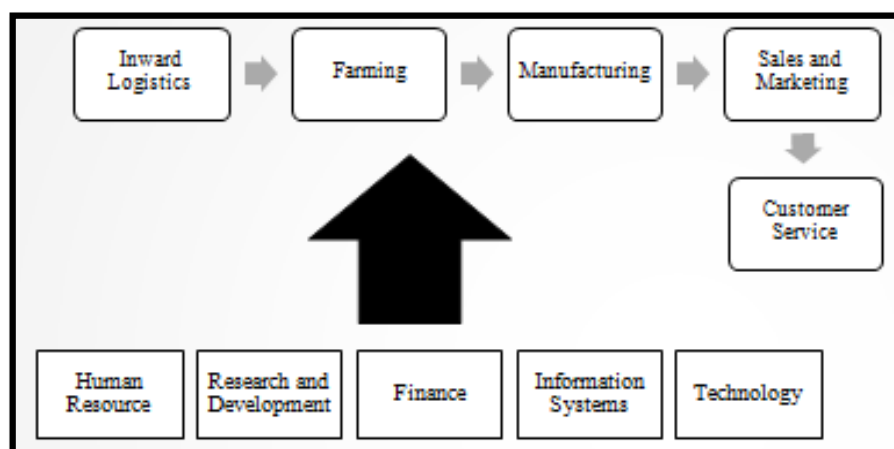 Inward
Logistics
Farming
Manufacturing
Sales and
Marketing
Customer
Service
Human
Resource
Research and
Development
Finance
Information
Systems
Technology